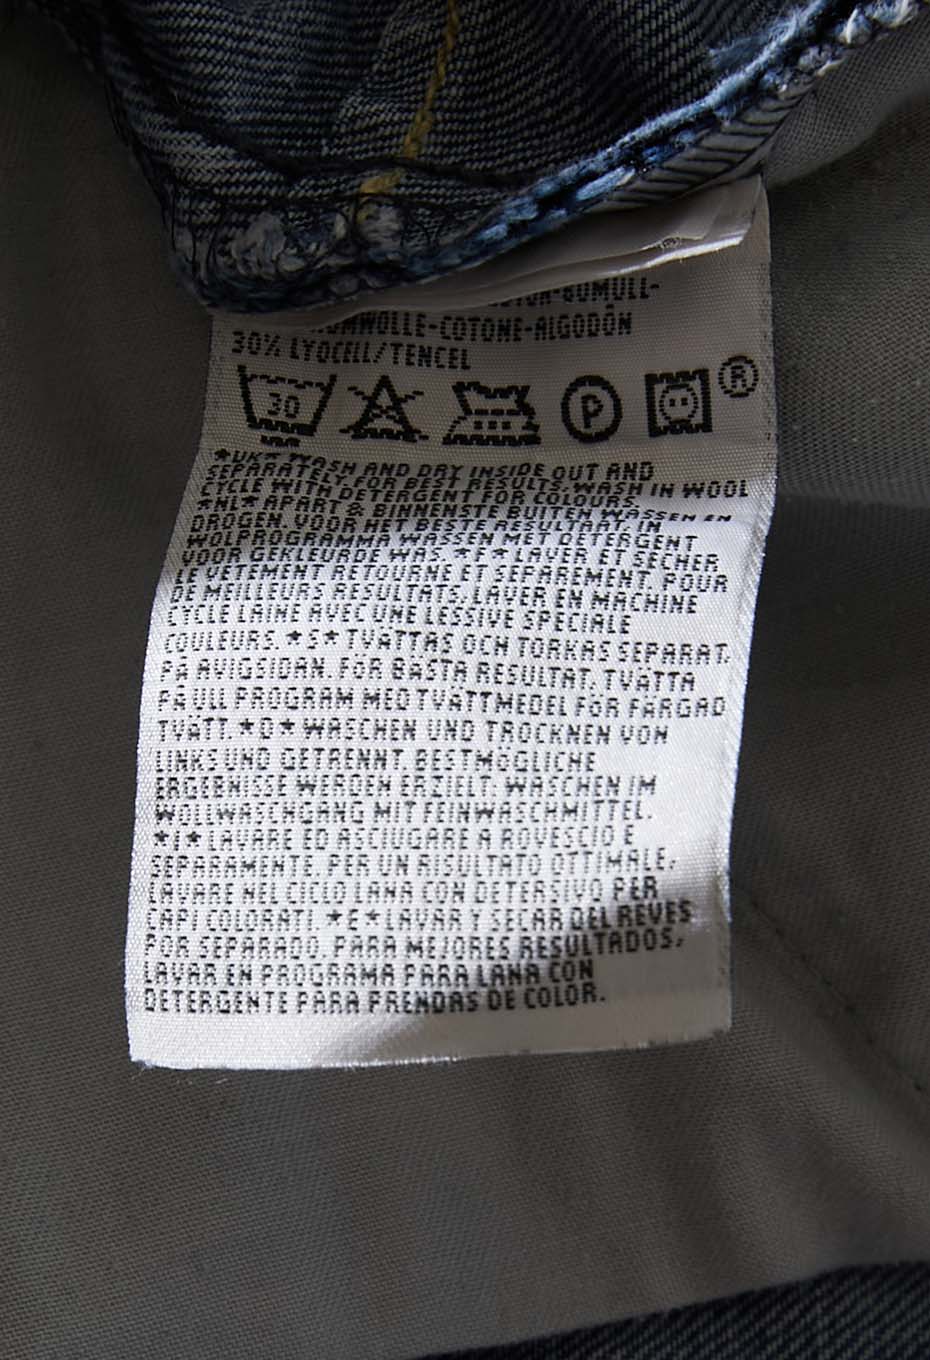 KATOEN-BOMULL-
BAUMWOLLE-COTONE-ALGODÓN
30% LYOCELL/TENCEL
30 P ®
*UK* WASH AND DRY INSIDE OUT AND
SEPARATELY, FOR BEST RESULTS, WASH IN WOOL
CYCLE WITH DETERGENT FOR COLOURS.
*NL* APART & BINNENSTE BUITEN WASSEN EN
DROGEN. VOOR HET BESTE RESULTAAT, IN
WOLPROGRAMMA WASSEN MET DETERGENT
VOOR GEKLEURDE WAS. *F* LAVER ET SECHER
LE VETEMENT RETOURNE ET SEPAREMENT. POUR
DE MEILLEURS RESULTATS, LAVER EN MACHINE
CYCLE LAINE AVEC UNE LESSIVE SPECIALE
COULEURS. *S* TVÄTTAS OCH TORKAS SEPARAT,
PÅ AVIGSIDAN. FÖR BÄSTA RESULTAT, TVÄTTA
PÅ ULL PROGRAM MED TVÄTTMEDEL FÖR FÄRGAD
TVÄTT. *D* WASCHEN UND TROCKNEN VON
LINKS UND GETRENNT. BESTMÖGLICHE
ERGEBNISSE WERDEN ERZIELT: WASCHEN IM
WOLLWASCHGANG MIT FEINWASCHMITTEL.
*I* LAVARE ED ASCIUGARE A ROVESCIO E
SEPARAMENTE. PER UN RISULTATO OTTIMALE,
LAVARE NEL CICLO LANA CON DETERSIVO PER
CAPI COLORATI. *E* LAVAR Y SECAR DEL REVES
POR SEPARADO. PARA MEJORES RESULTADOS,
LAVAR EN PROGRAMA PARA LANA CON
DETERGENTE PARA PRENDAS DE COLOR.